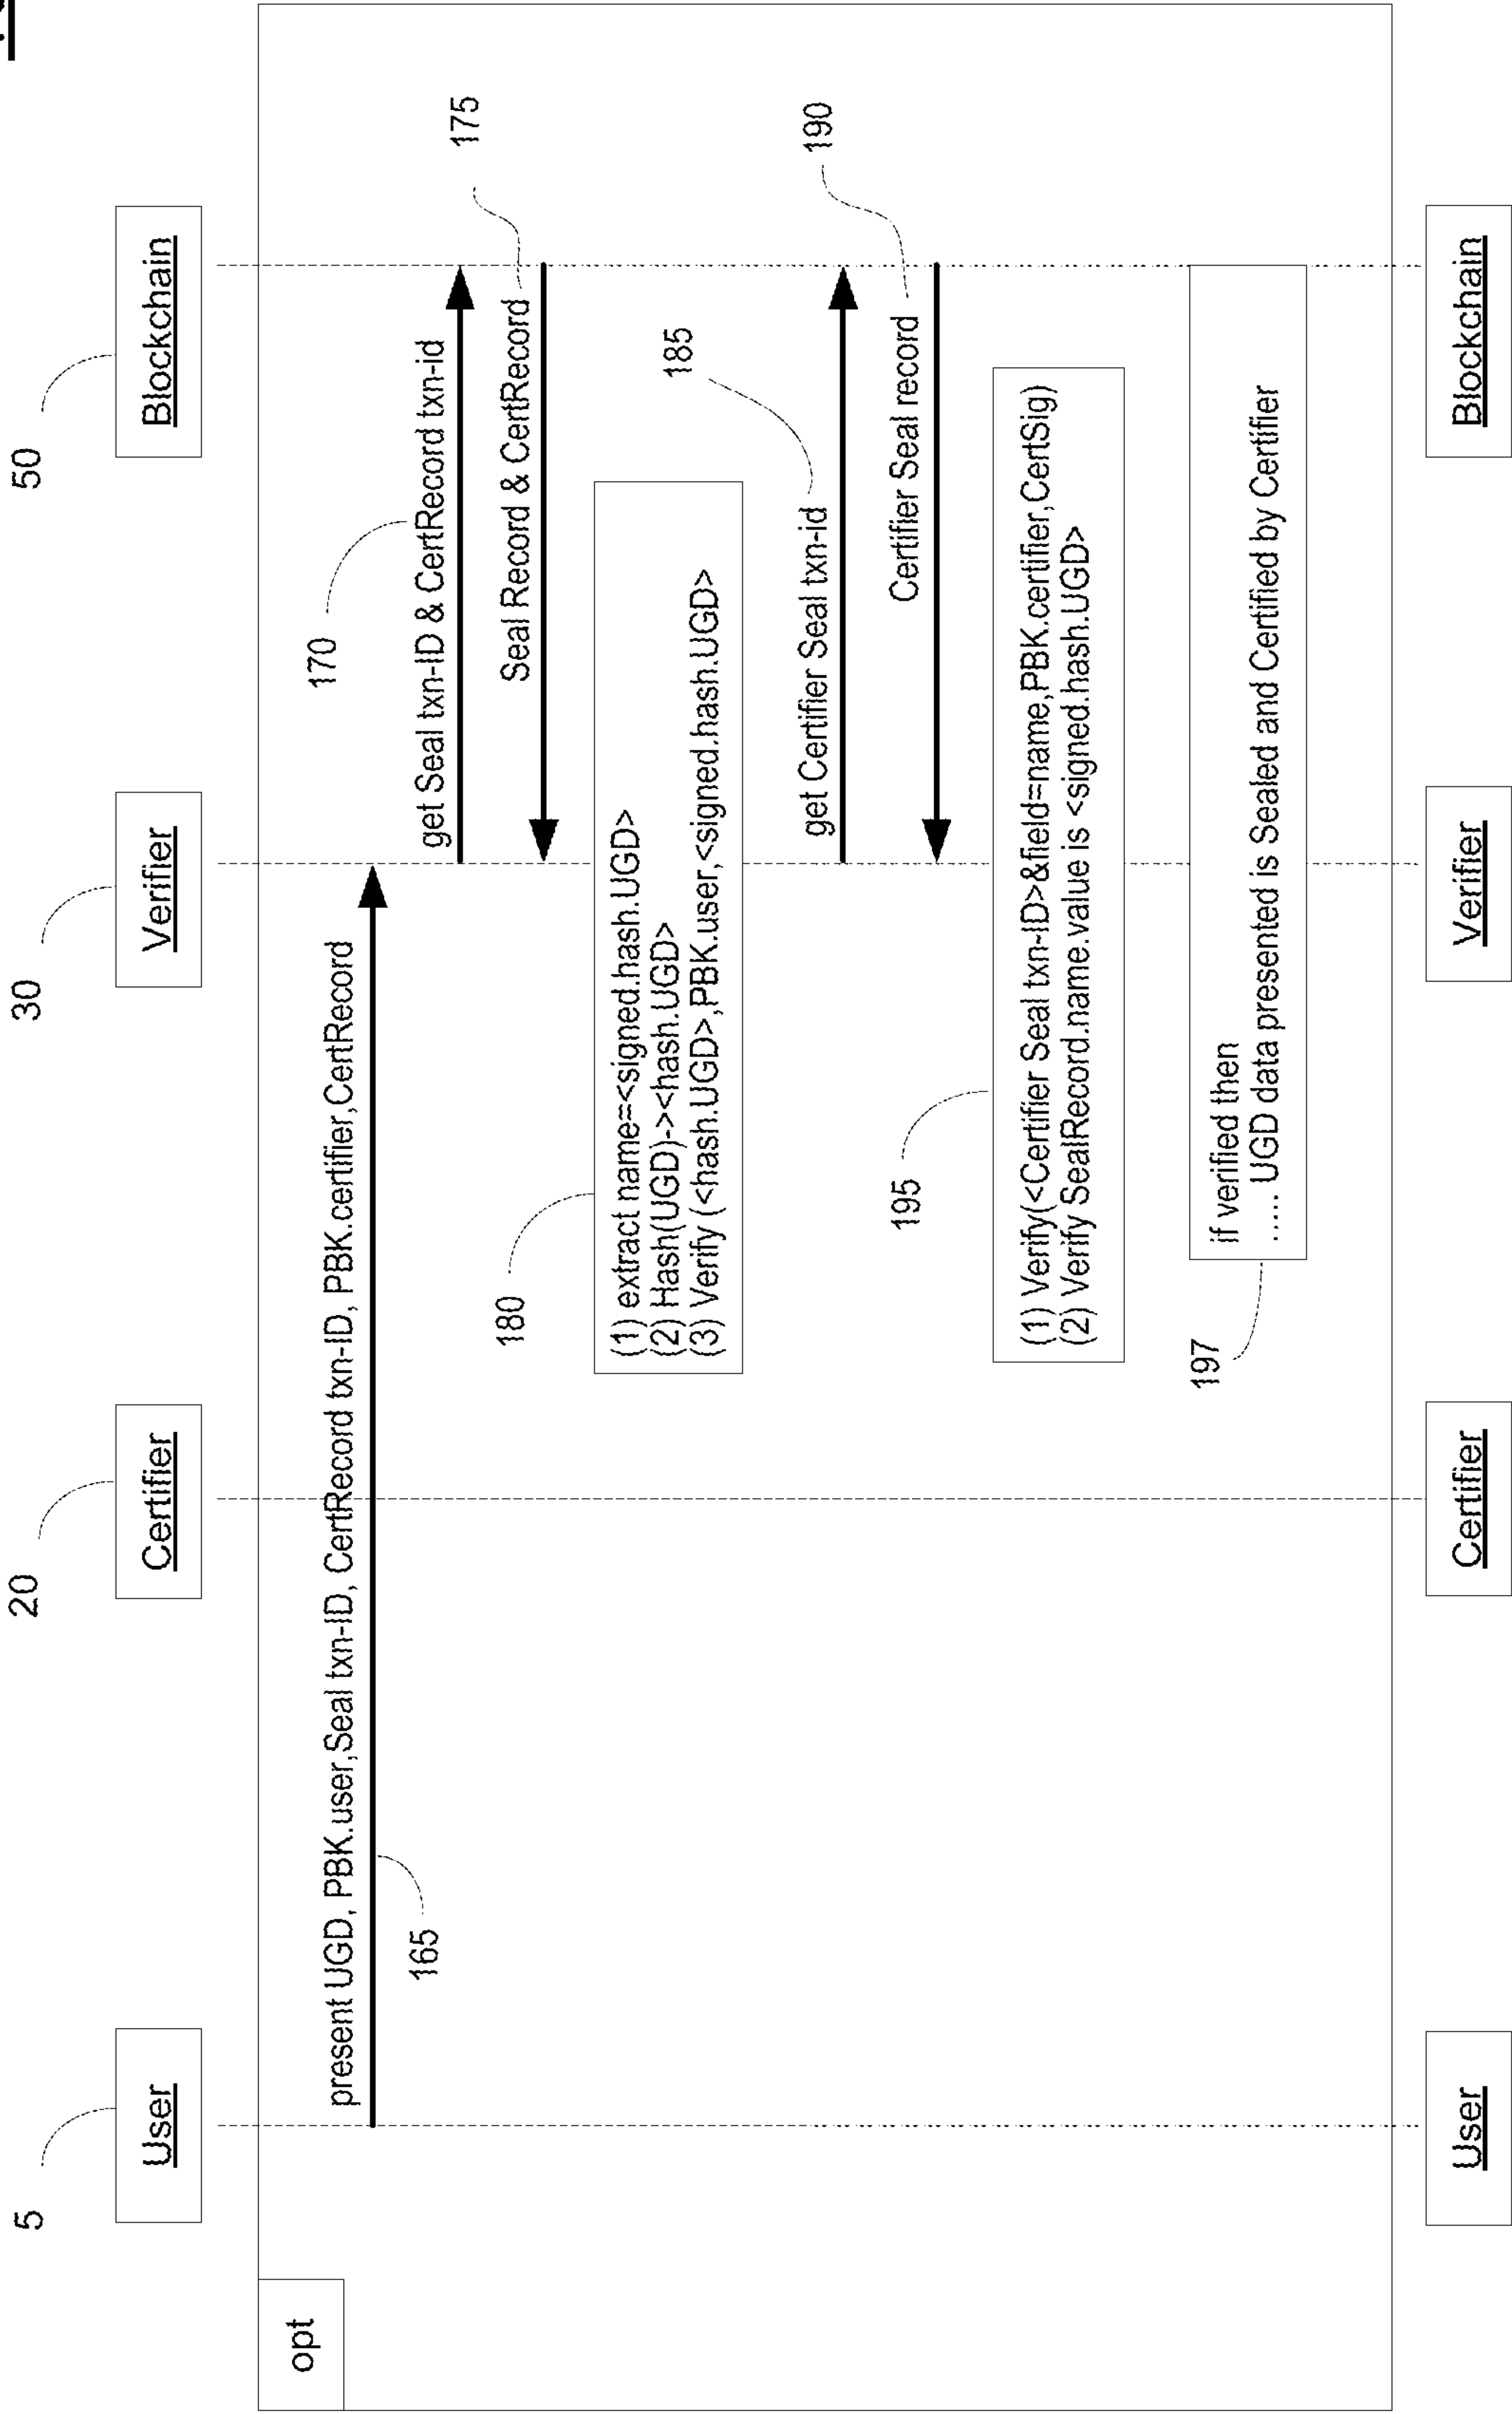 5
20
30
50
User
Certifier
Verifier
Blockchain
opt
present UGD, PBK.user,Seal txn-ID, CertRecord txn-ID, PBK.certifier,CertRecord
165
170
get Seal txn-ID & CertRecord txn-id
175
Seal Record & CertRecord
180
(1) extract name=<signed.hash.UGD>
(2) Hash(UGD)-><hash.UGD>
(3) Verify (<hash.UGD>,PBK.user,<signed.hash.UGD>
185
get Certifier Seal txn-id
190
Certifier Seal record
195
(1) Verify(<Certifier Seal txn-ID>&field=name,PBK.certifier,CertSig)
(2) Verify SealRecord.name.value is <signed.hash.UGD>
197
if verified then
..... UGD data presented is Sealed and Certified by Certifier
User
Certifier
Verifier
Blockchain